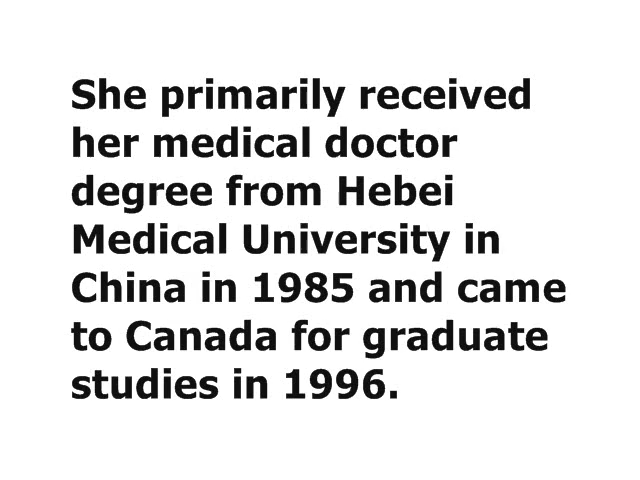 She primarily received
her medical doctor
degree from Hebei
Medical University in
China in 1985 and came
to Canada for graduate
studies in 1996.